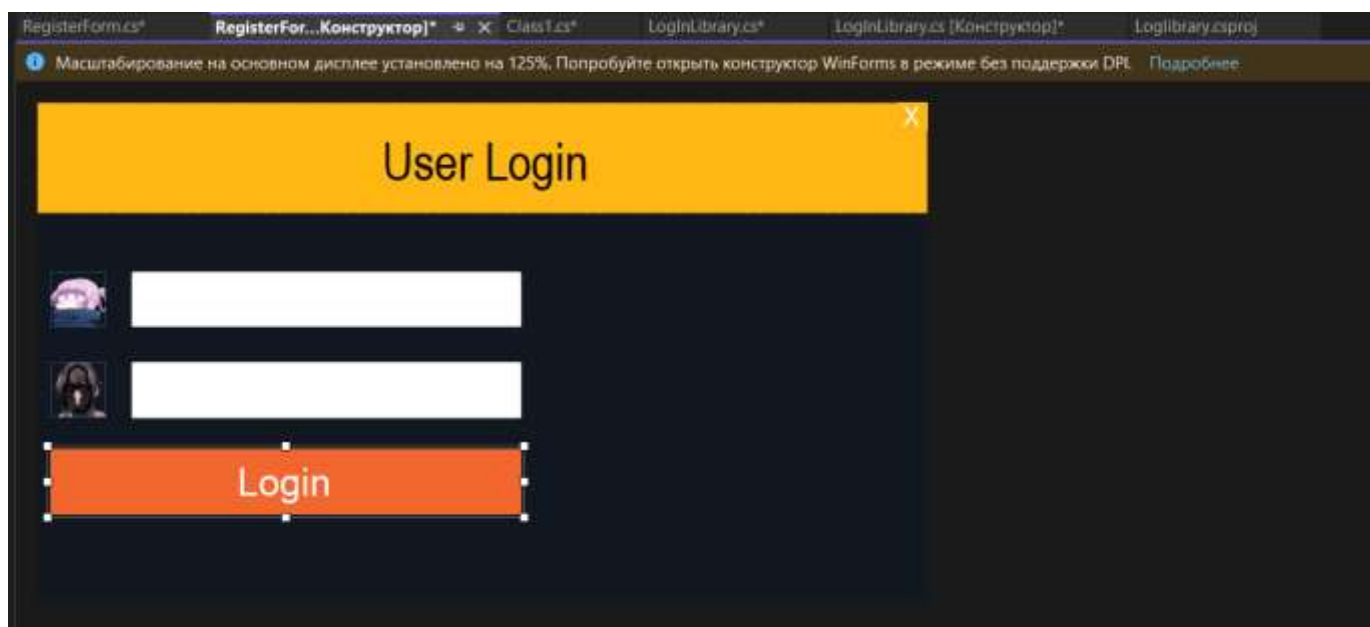 RegisterForm.cs* RegisterFor...Конструктор]* Class1.cs* LogInLibrary.cs* LogInLibrary.cs [Конструктор]* Loglibrary.csproj
Масштабирование на основном дисплее установлено на 125%. Попробуйте открыть конструктор WinForms в режиме без поддержки DPI. Подробнее
X
User Login
Login